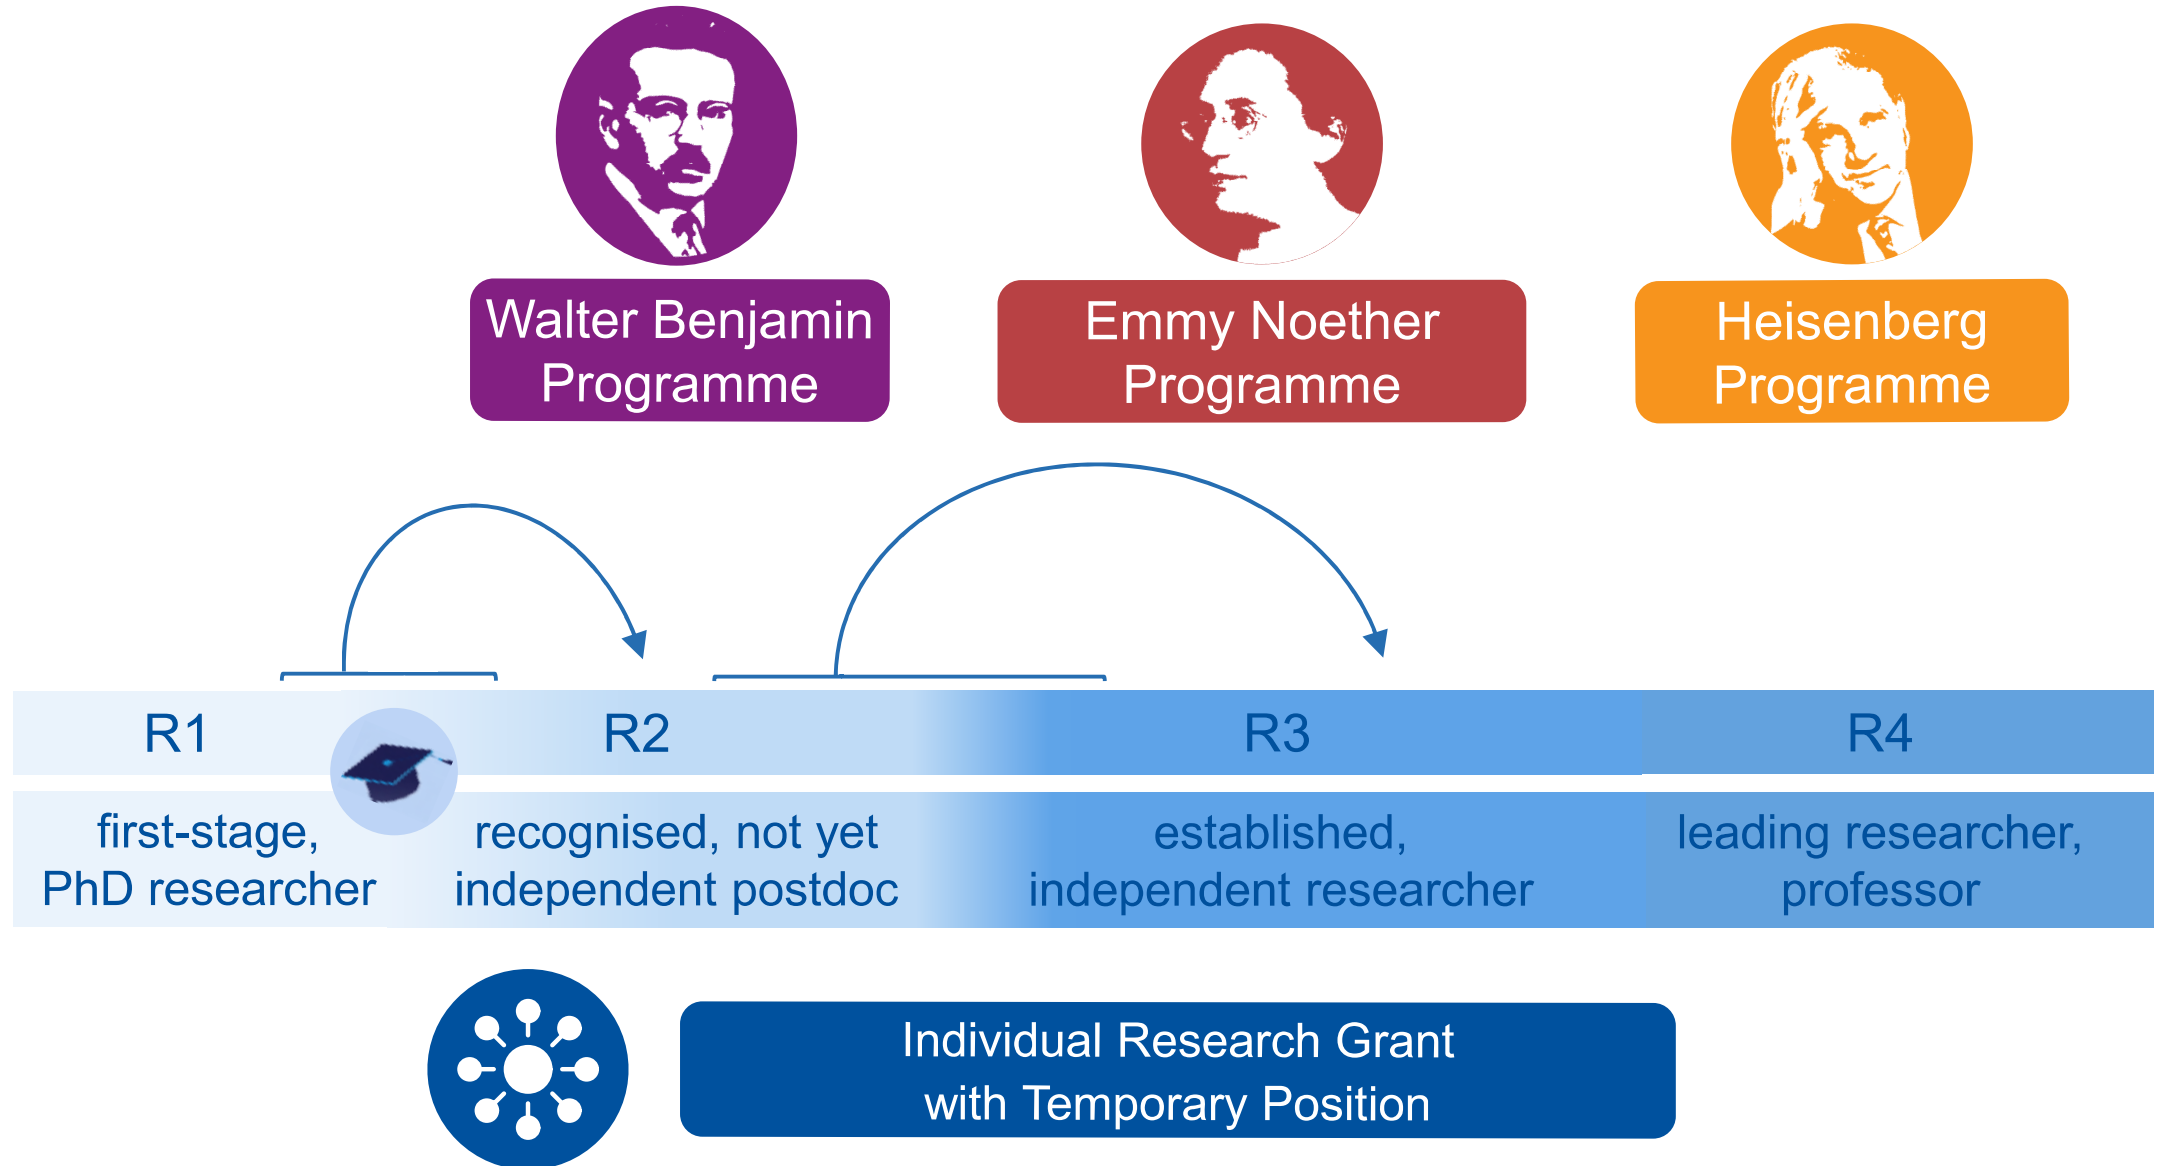 Walter Benjamin
Programme
Emmy Noether
Programme
Heisenberg
Programme
R1
R2
R3
R4
first-stage,
PhD researcher
recognised, not yet
independent postdoc
established,
independent researcher
leading researcher,
professor
Individual Research Grant
with Temporary Position